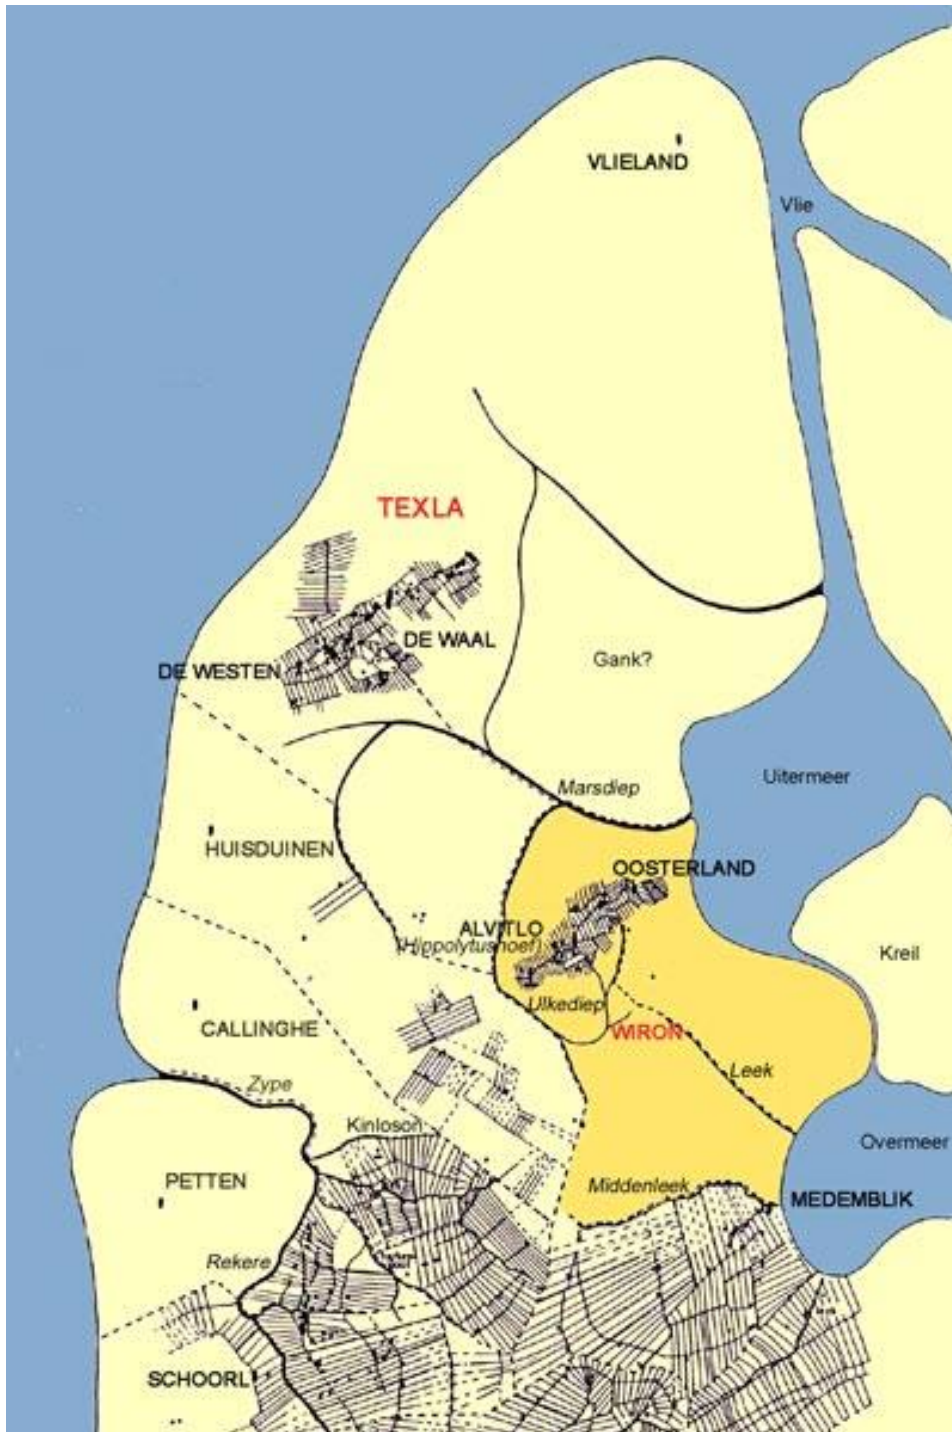 VLIELAND
Vlie
TEXLA
DE WAAL
DE WESTEN
Gank?
Uitermeer
Marsdiep
HUISDUINEN
OOSTERLAND
ALVITLO
(Hippolytushoef)
Kreil
Ulkediep
CALLINGHE
WIRON
Leek
Zype
Kinloson
Overmeer
PETTEN
Middenleek
MEDEMBLIK
Rekere
SCHOORL